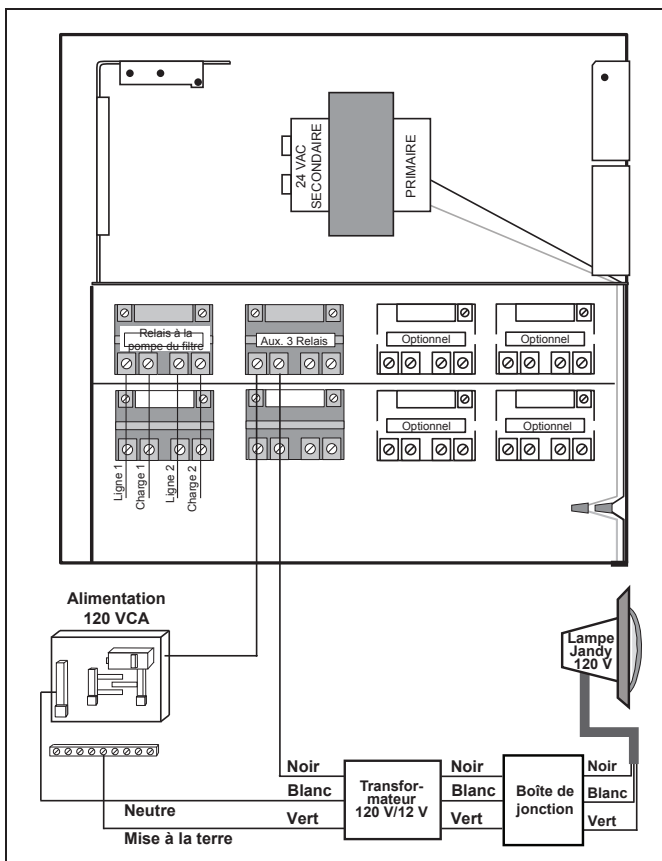 24 VAC
SECONDAIRE
PRIMAIRE
Relais à la
pompe du filtre
Aux. 3 Relais
Optionnel
Optionnel
Optionnel
Optionnel
Ligne 1
Charge 1
Ligne 2
Charge 2
Alimentation
120 VCA
Lampe
Jandy
120 V
Noir
Blanc
Neutre
Vert
Mise à la terre
Transfor-
mateur
120 V/12 V
Noir
Blanc
Vert
Boîte de
jonction
Noir
Blanc
Vert